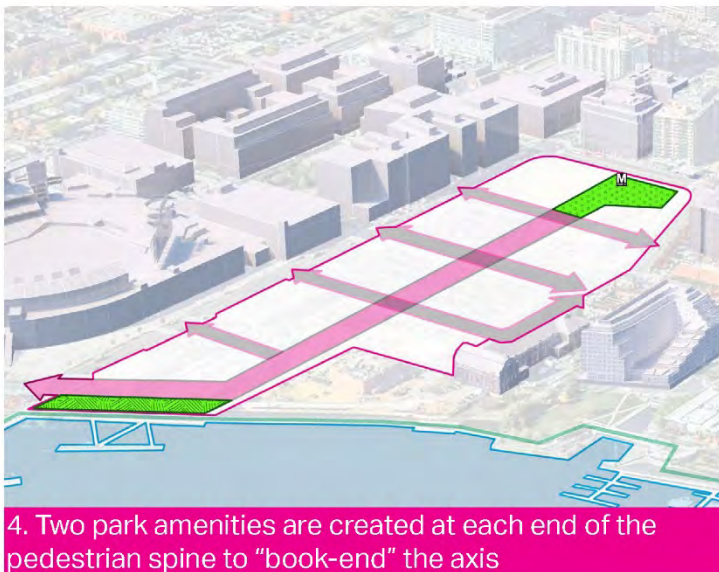 M
4. Two park amenities are created at each end of the
pedestrian spine to “book-end” the axis